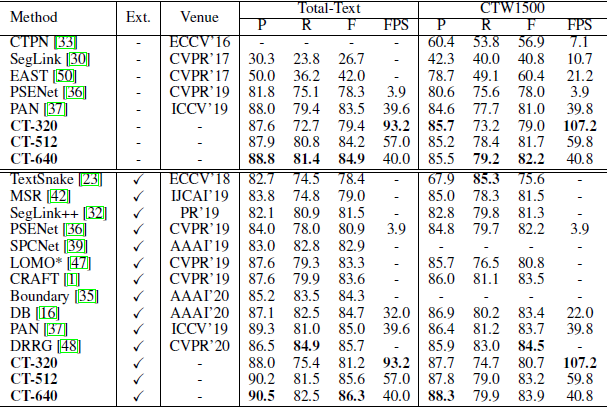 Method Ext. Venue Total-Text CTW1500
P R F FPS P R F FPS
CTPN [33] - ECCV'16 - - - - 60.4 53.8 56.9 7.1
SegLink [30] - CVPR'17 30.3 23.8 26.7 - 42.3 40.0 40.8 10.7
EAST [50] - CVPR'17 50.0 36.2 42.0 - 78.7 49.1 60.4 21.2
PSENet [36] - CVPR'19 81.8 75.1 78.3 3.9 80.6 75.6 78.0 3.9
PAN [37] - ICCV'19 88.0 79.4 83.5 39.6 84.6 77.7 81.0 39.8
CT-320 - - 87.6 72.7 79.4 93.2 85.7 73.2 79.0 107.2
CT-512 - - 87.9 80.8 84.2 57.0 85.2 78.4 81.7 59.8
CT-640 - - 88.8 81.4 84.9 40.0 85.5 79.2 82.2 40.8
TextSnake [23] ✓ ECCV'18 82.7 74.5 78.4 - 67.9 85.3 75.6 -
MSR [42] ✓ IJCAI'19 83.8 74.8 79.0 - 85.0 78.3 81.5 -
SegLink++ [32] ✓ PR'19 82.1 80.9 81.5 - 82.8 79.8 81.3 -
PSENet [36] ✓ CVPR'19 84.0 78.0 80.9 3.9 84.8 79.7 82.2 3.9
SPCNet [39] ✓ AAAI'19 83.0 82.8 82.9 - - - - -
LOMO* [47] ✓ CVPR'19 87.6 79.3 83.3 - 85.7 76.5 80.8 -
CRAFT [1] ✓ CVPR'19 87.6 79.9 83.6 - 86.0 81.1 83.5 -
Boundary [35] ✓ AAAI'20 85.2 83.5 84.3 - - - - -
DB [16] ✓ AAAI'20 87.1 82.5 84.7 32.0 86.9 80.2 83.4 22.0
PAN [37] ✓ ICCV'19 89.3 81.0 85.0 39.6 86.4 81.2 83.7 39.8
DRRG [48] ✓ CVPR'20 86.5 84.9 85.7 - 85.9 83.0 84.5 -
CT-320 ✓ - 88.0 75.4 81.2 93.2 87.7 74.7 80.7 107.2
CT-512 ✓ - 90.2 81.5 85.6 57.0 87.8 79.0 83.2 59.8
CT-640 ✓ - 90.5 82.5 86.3 40.0 88.3 79.9 83.9 40.8